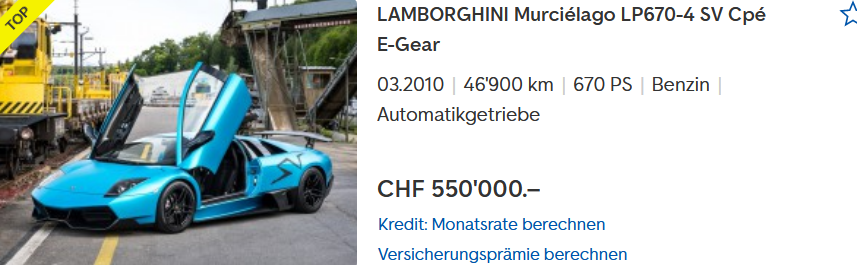 TOP
LAMBORGHINI Murciélago LP670-4 SV Cpé
E-Gear
03.2010 | 46'900 km | 670 PS | Benzin |
Automatikgetriebe
SV
CHF 550'000.–
Kredit: Monatsrate berechnen
Versicherungsprämie berechnen